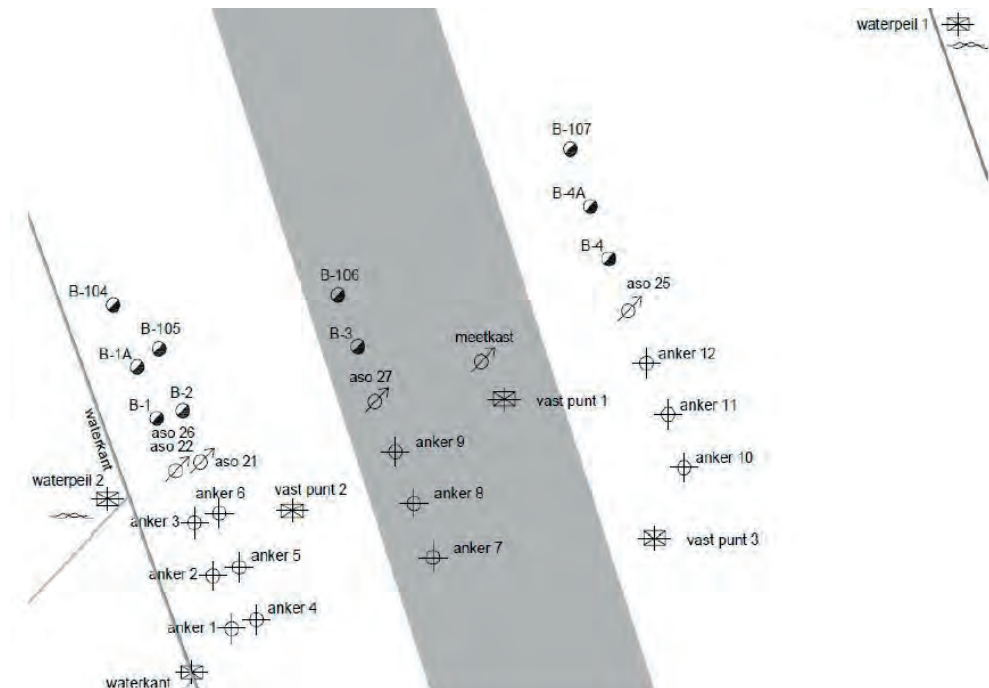 waterpeil 1
B-107
B-4A
B-4
B-106
aso 25
B-104
B-105
B-3
meetkast
B-1A
anker 12
aso 27
B-2
vast punt 1
B-1
anker 11
waterkant
aso 26
aso 22
aso 21
anker 9
anker 10
waterpeil 2
anker 6
vast punt 2
anker 8
anker 3
vast punt 3
anker 7
anker 5
anker 2
anker 4
anker 1
waterkant